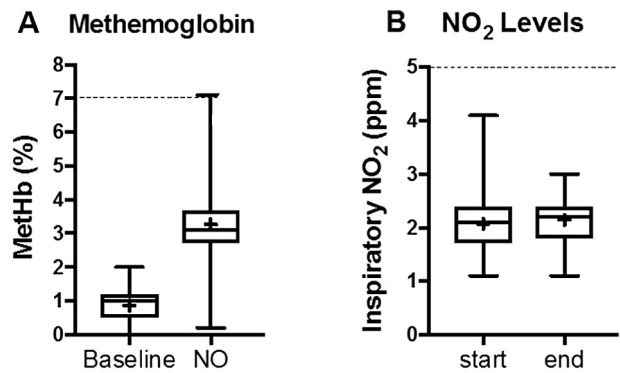 A Methemoglobin
MetHb (%)
8
7
6
5
4
3
2
1
0
Baseline NO
B NO₂ Levels
Inspiratory NO₂ (ppm)
5
4
3
2
1
0
start end